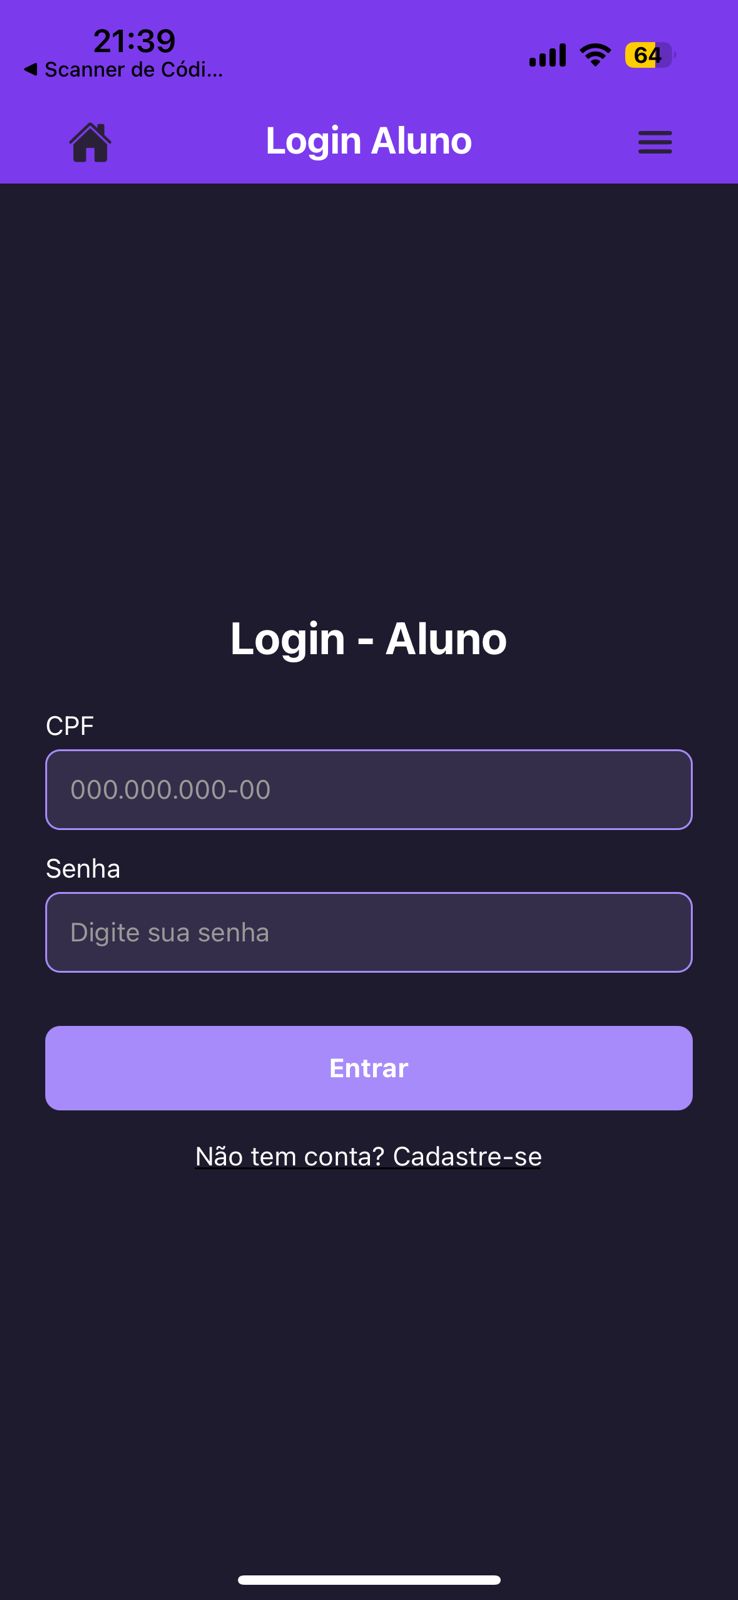 21:39
◀ Scanner de Códi...
64
Login Aluno
Login - Aluno
CPF
000.000.000-00
Senha
Digite sua senha
Entrar
Não tem conta? Cadastre-se